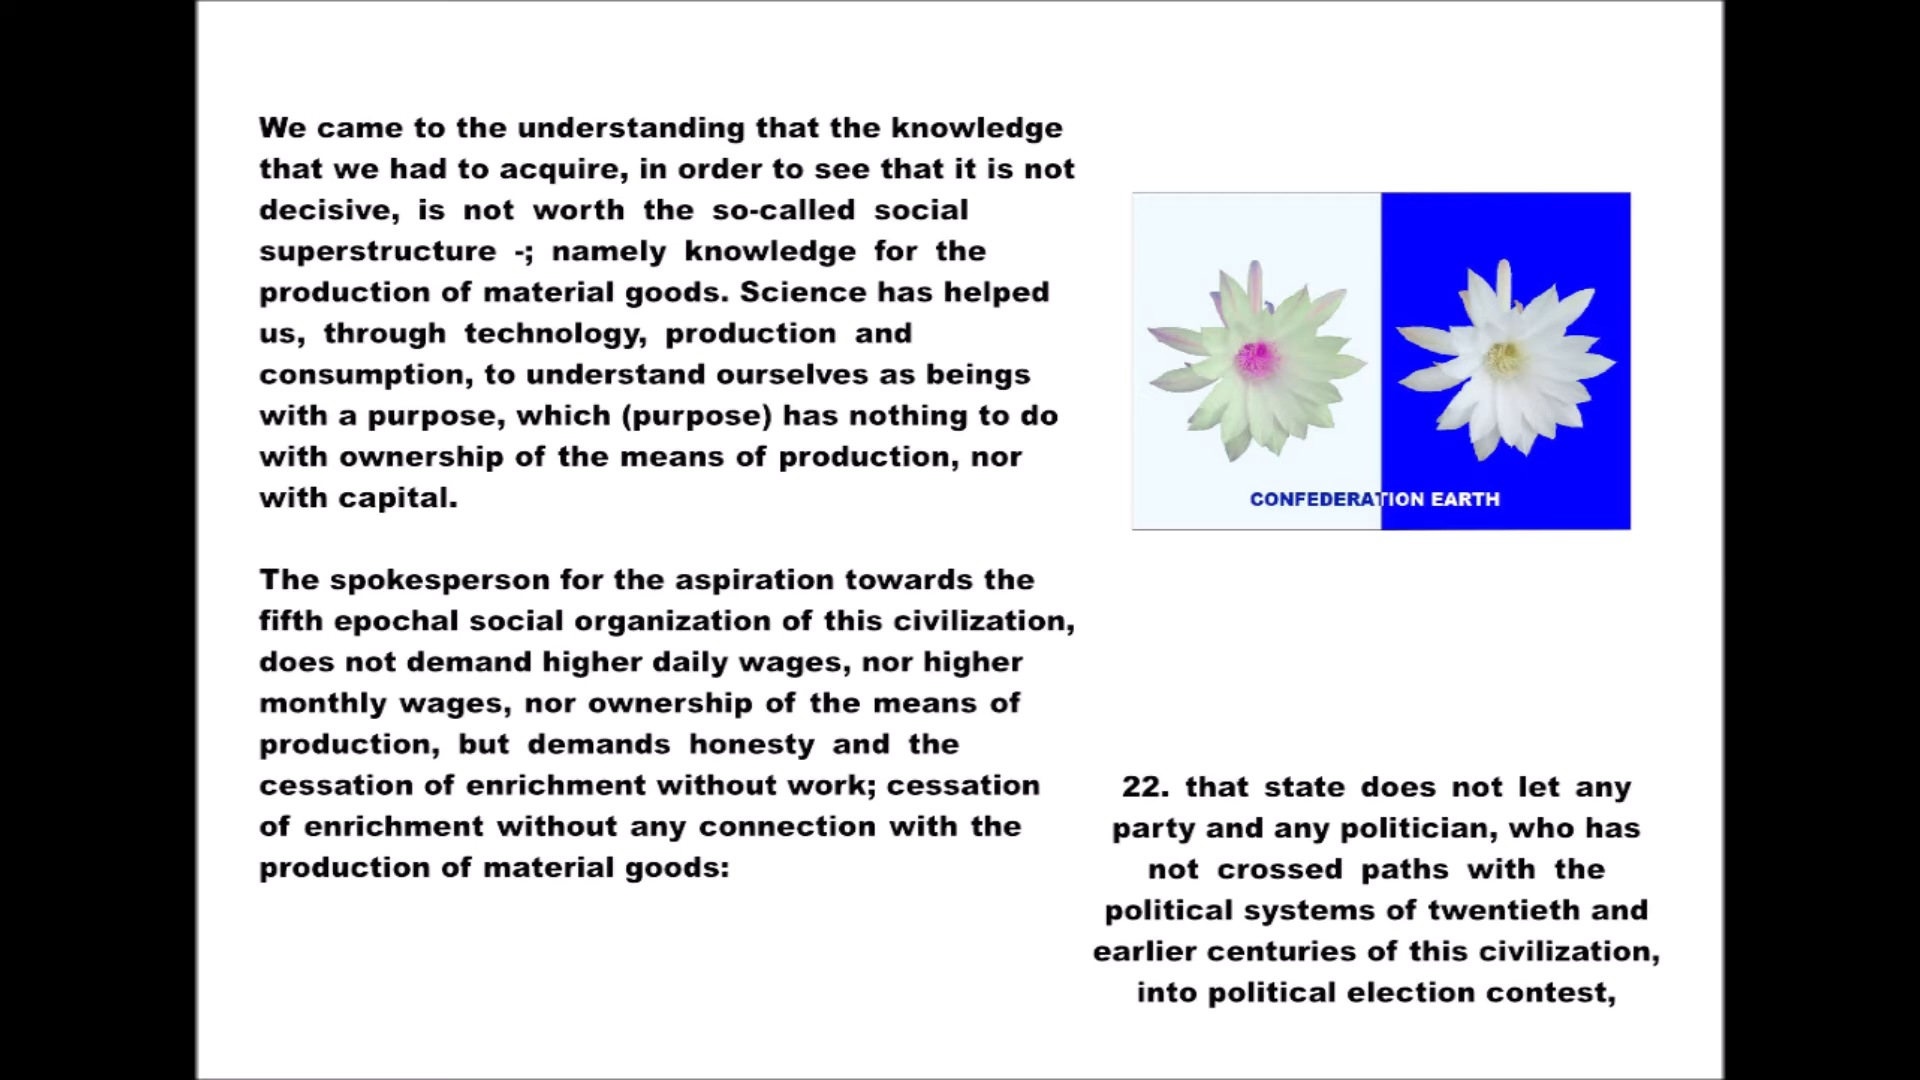 We came to the understanding that the knowledge
that we had to acquire, in order to see that it is not
decisive, is not worth the so-called social
superstructure -; namely knowledge for the
production of material goods. Science has helped
us, through technology, production and
consumption, to understand ourselves as beings
with a purpose, which (purpose) has nothing to do
with ownership of the means of production, nor
with capital.
The spokesperson for the aspiration towards the
fifth epochal social organization of this civilization,
does not demand higher daily wages, nor higher
monthly wages, nor ownership of the means of
production, but demands honesty and the
cessation of enrichment without work; cessation
of enrichment without any connection with the
production of material goods:
CONFEDERATION EARTH
22. that state does not let any
party and any politician, who has
not crossed paths with the
political systems of twentieth and
earlier centuries of this civilization,
into political election contest,